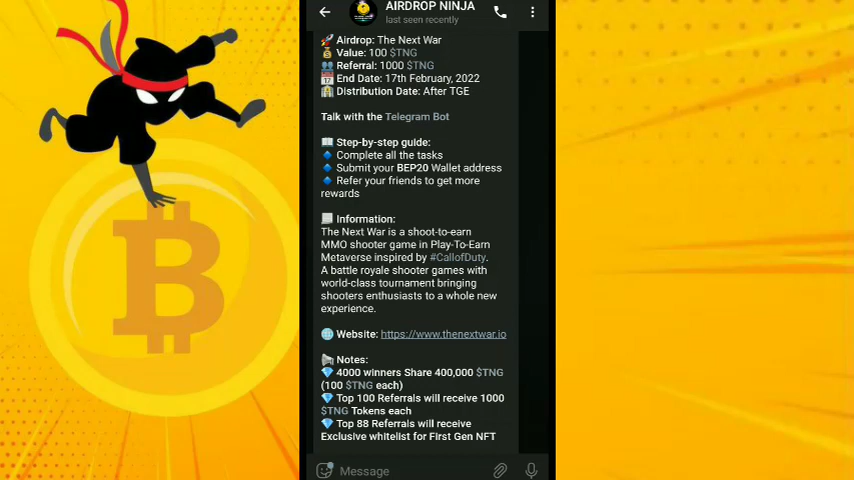 AIRDROP NINJA
last seen recently
🚀 Airdrop: The Next War
💰 Value: 100 $TNG
👥 Referral: 1000 $TNG
📅 End Date: 17th February, 2022
🏦 Distribution Date: After TGE
Talk with the Telegram Bot
📖 Step-by-step guide:
🔹 Complete all the tasks
🔹 Submit your BEP20 Wallet address
🔹 Refer your friends to get more
rewards
📃 Information:
The Next War is a shoot-to-earn
MMO shooter game in Play-To-Earn
Metaverse inspired by #CallofDuty.
A battle royale shooter games with
world-class tournament bringing
shooters enthusiasts to a whole new
experience.
🌐 Website: https://www.thenextwar.io
📢 Notes:
💎 4000 winners Share 400,000 $TNG
(100 $TNG each)
💎 Top 100 Referrals will receive 1000
$TNG Tokens each
💎 Top 88 Referrals will receive
Exclusive whitelist for First Gen NFT
Message